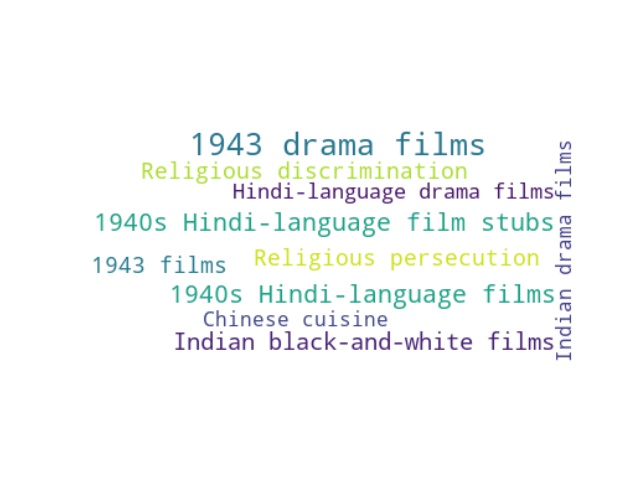 1943 drama films
Religious discrimination
Hindi-language drama films
1940s Hindi-language film stubs
Religious persecution
1943 films
1940s Hindi-language films
Chinese cuisine
Indian black-and-white films
Indian drama films